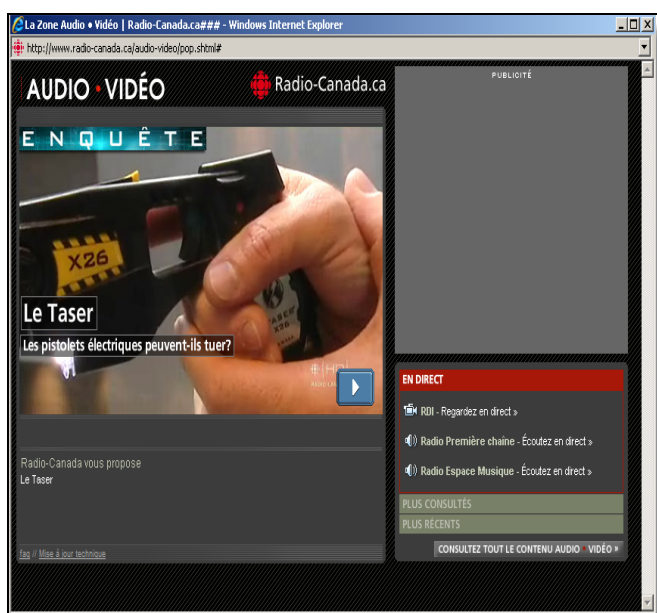 La Zone Audio • Vidéo | Radio-Canada.ca### - Windows Internet Explorer
http://www.radio-canada.ca/audio-video/pop.shtml#
AUDIO • VIDÉO
Radio-Canada.ca
PUBLICITÉ
ENQUÊTE
X26
TASER
X26
Le Taser
Les pistolets électriques peuvent-ils tuer?
HD
Radio-Canada vous propose
Le Taser
faq // Mise à jour technique
EN DIRECT
RDI - Regardez en direct »
Radio Première chaîne - Écoutez en direct »
Radio Espace Musique - Écoutez en direct »
PLUS CONSULTÉS
PLUS RÉCENTS
CONSULTEZ TOUT LE CONTENU AUDIO • VIDÉO »